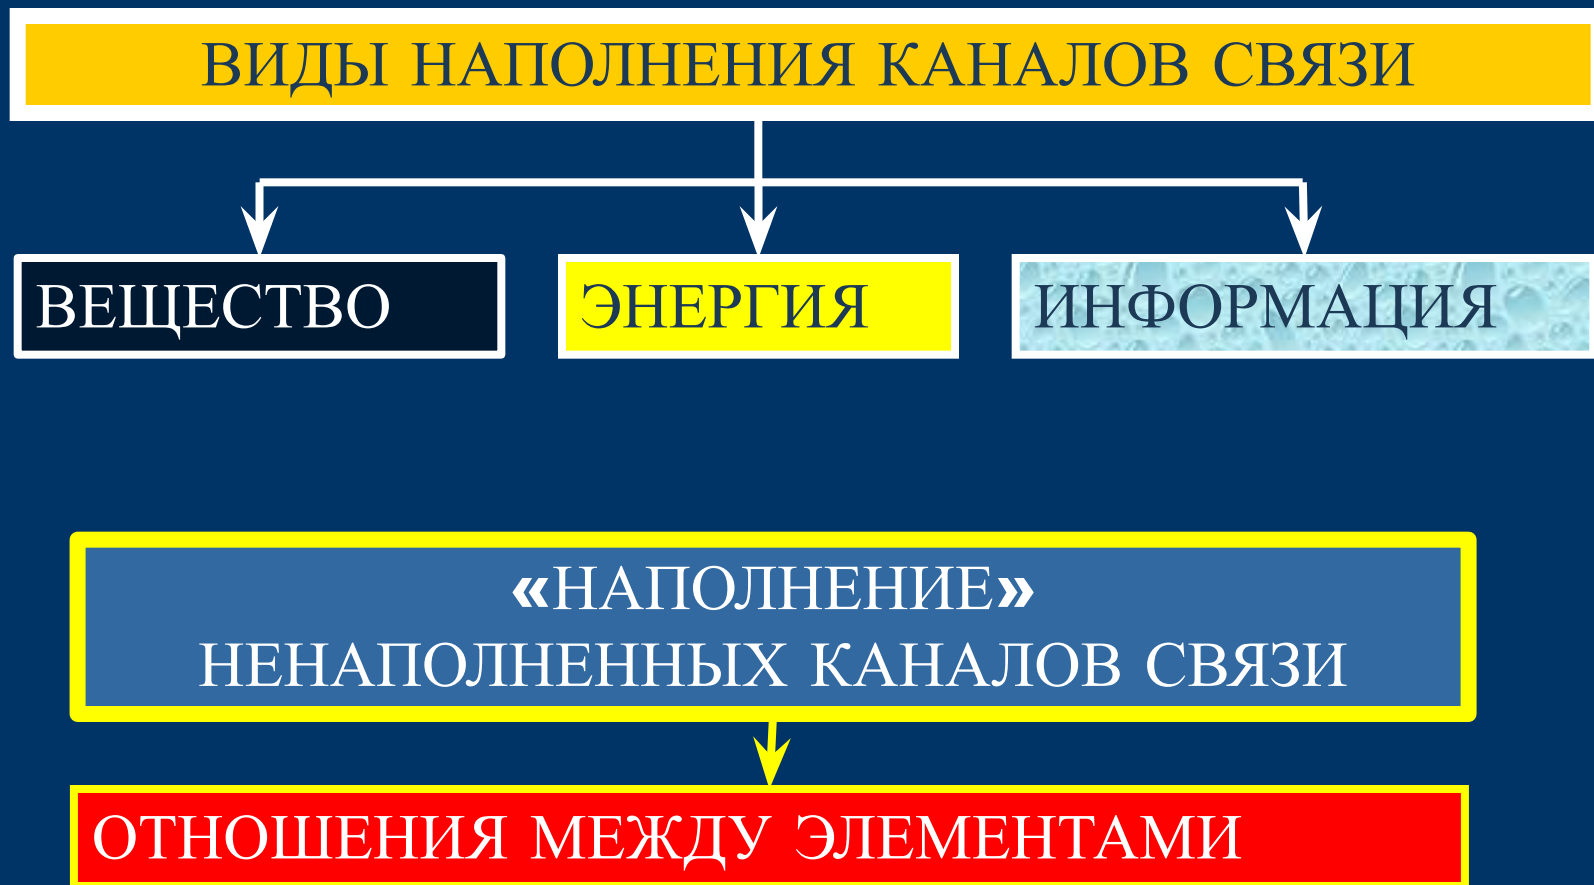 ВИДЫ НАПОЛНЕНИЯ КАНАЛОВ СВЯЗИ
ВЕЩЕСТВО
ЭНЕРГИЯ
ИНФОРМАЦИЯ
«НАПОЛНЕНИЕ»
НЕНАПОЛНЕННЫХ КАНАЛОВ СВЯЗИ
ОТНОШЕНИЯ МЕЖДУ ЭЛЕМЕНТАМИ